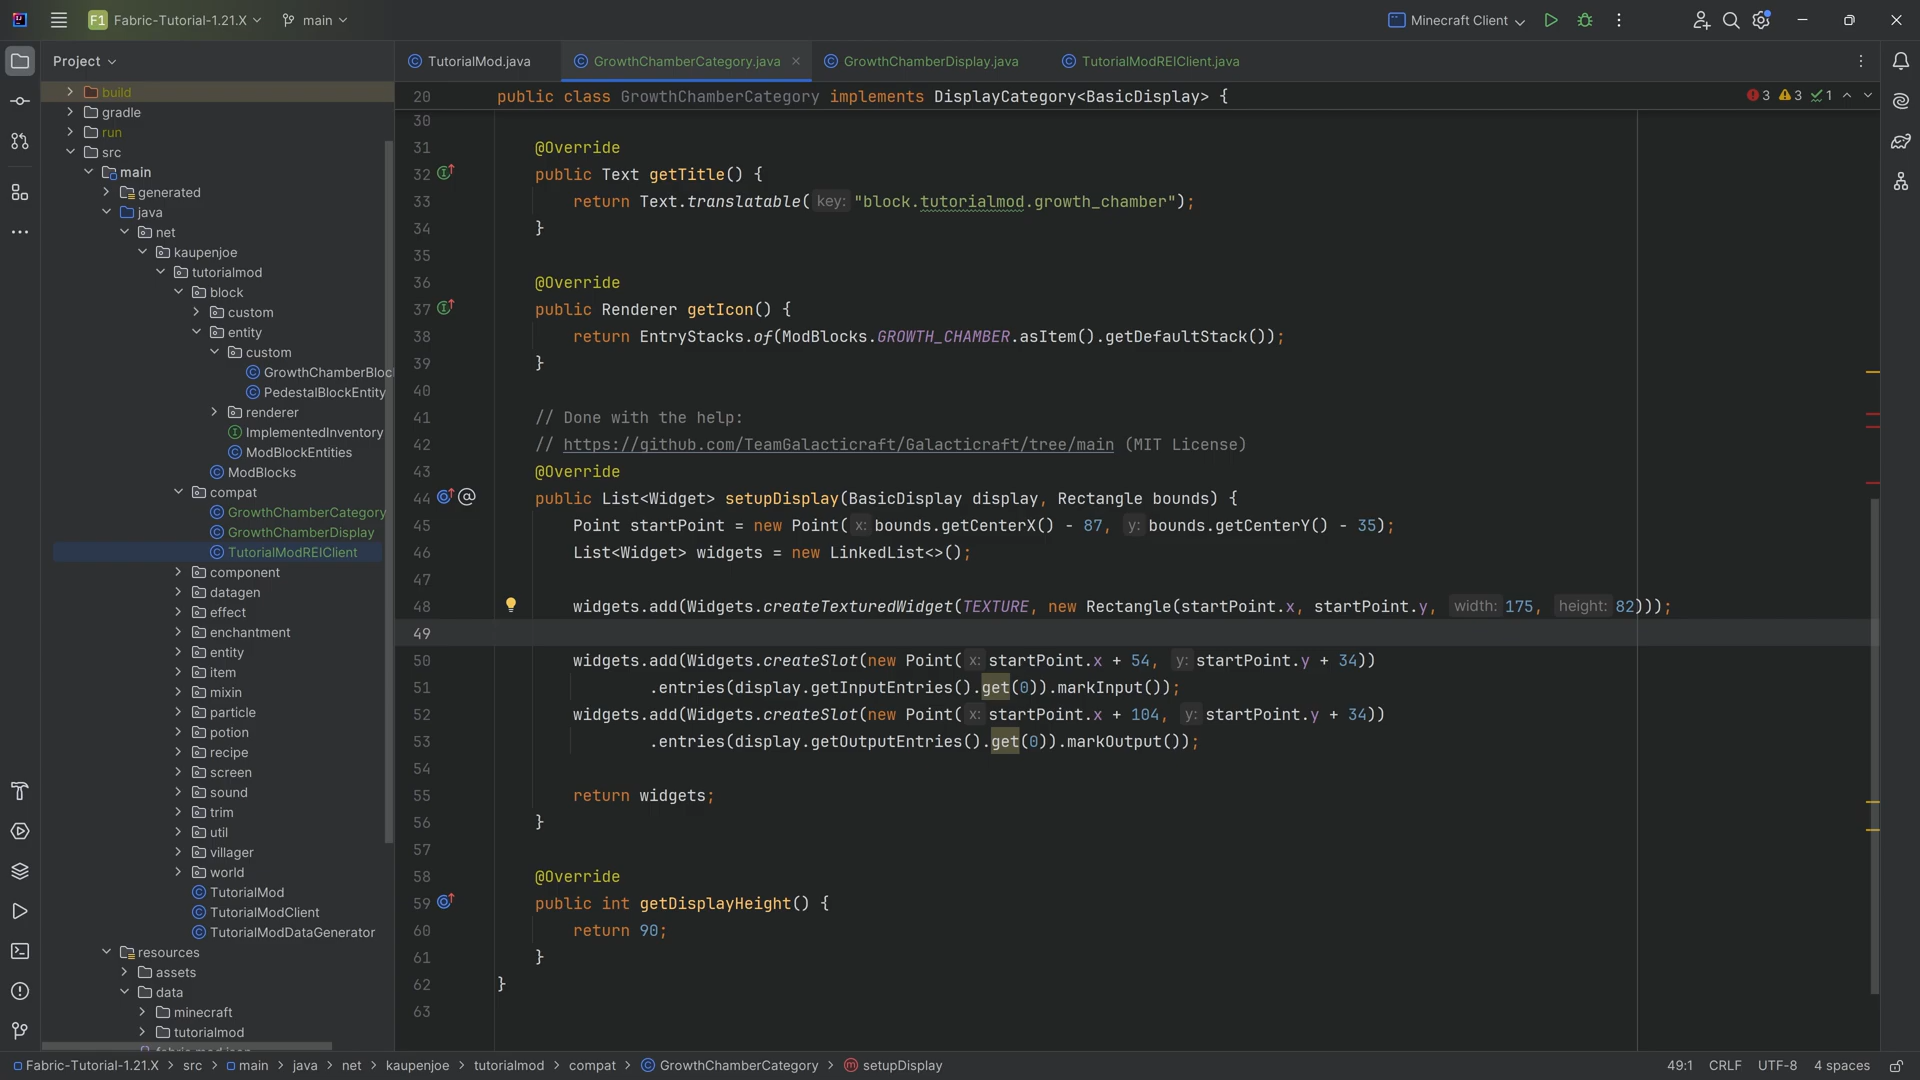 F1 Fabric-Tutorial-1.21.X main Minecraft Client
Project
TutorialMod.java GrowthChamberCategory.java GrowthChamberDisplay.java TutorialModREIClient.java
build
gradle
run
src
main
generated
java
net
kaupenjoe
tutorialmod
block
custom
entity
custom
GrowthChamberBloc
PedestalBlockEntity
renderer
ImplementedInventory
ModBlockEntities
ModBlocks
compat
GrowthChamberCategory
GrowthChamberDisplay
TutorialModREIClient
component
datagen
effect
enchantment
entity
item
mixin
particle
potion
recipe
screen
sound
trim
util
villager
world
TutorialMod
TutorialModClient
TutorialModDataGenerator
resources
assets
data
minecraft
tutorialmod
20 public class GrowthChamberCategory implements DisplayCategory<BasicDisplay> { 3 3 1
30
31 @Override
32 public Text getTitle() {
33 return Text.translatable( key: "block.tutorialmod.growth_chamber");
34 }
35
36 @Override
37 public Renderer getIcon() {
38 return EntryStacks.of(ModBlocks.GROWTH_CHAMBER.asItem().getDefaultStack());
39 }
40
41 // Done with the help:
42 // https://github.com/TeamGalacticraft/Galacticraft/tree/main (MIT License)
43 @Override
44 @ public List<Widget> setupDisplay(BasicDisplay display, Rectangle bounds) {
45 Point startPoint = new Point( x: bounds.getCenterX() - 87, y: bounds.getCenterY() - 35);
46 List<Widget> widgets = new LinkedList<>();
47
48 widgets.add(Widgets.createTexturedWidget(TEXTURE, new Rectangle(startPoint.x, startPoint.y, width: 175, height: 82)));
49
50 widgets.add(Widgets.createSlot(new Point( x: startPoint.x + 54, y: startPoint.y + 34))
51 .entries(display.getInputEntries().get(0)).markInput());
52 widgets.add(Widgets.createSlot(new Point( x: startPoint.x + 104, y: startPoint.y + 34))
53 .entries(display.getOutputEntries().get(0)).markOutput());
54
55 return widgets;
56 }
57
58 @Override
59 public int getDisplayHeight() {
60 return 90;
61 }
62 }
63
Fabric-Tutorial-1.21.X > src > main > java > net > kaupenjoe > tutorialmod > compat > GrowthChamberCategory > setupDisplay 49:1 CRLF UTF-8 4 spaces